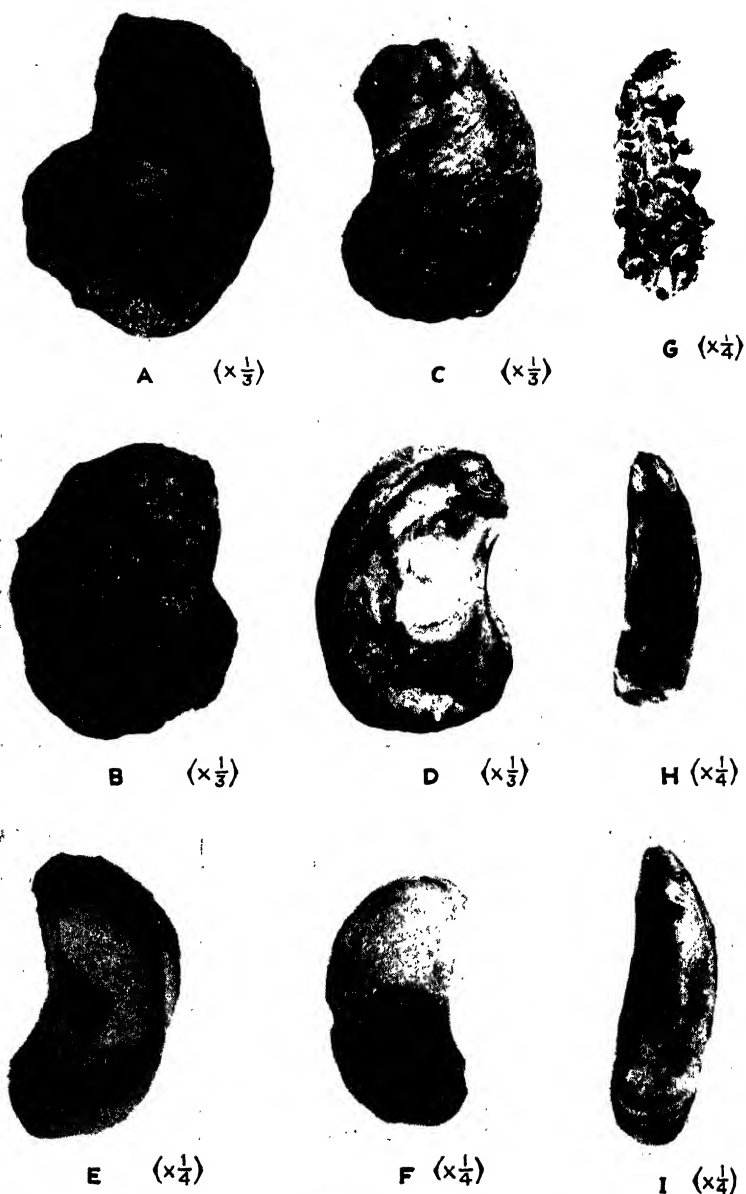 A (×1/3) C (×1/3) G (×1/4)
B (×1/3) D (×1/3) H (×1/4)
E (×1/4) F (×1/4) I (×1/4)